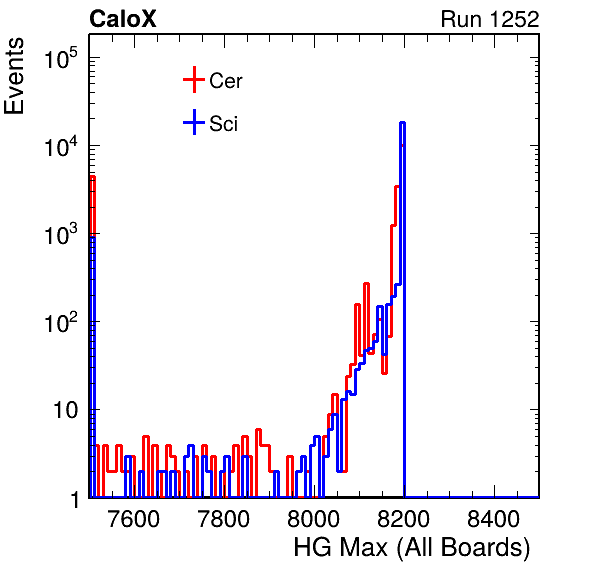 CaloX Run 1252
Events
10^5
10^4
10^3
10^2
10
1
Cer
Sci
7600 7800 8000 8200 8400
HG Max (All Boards)